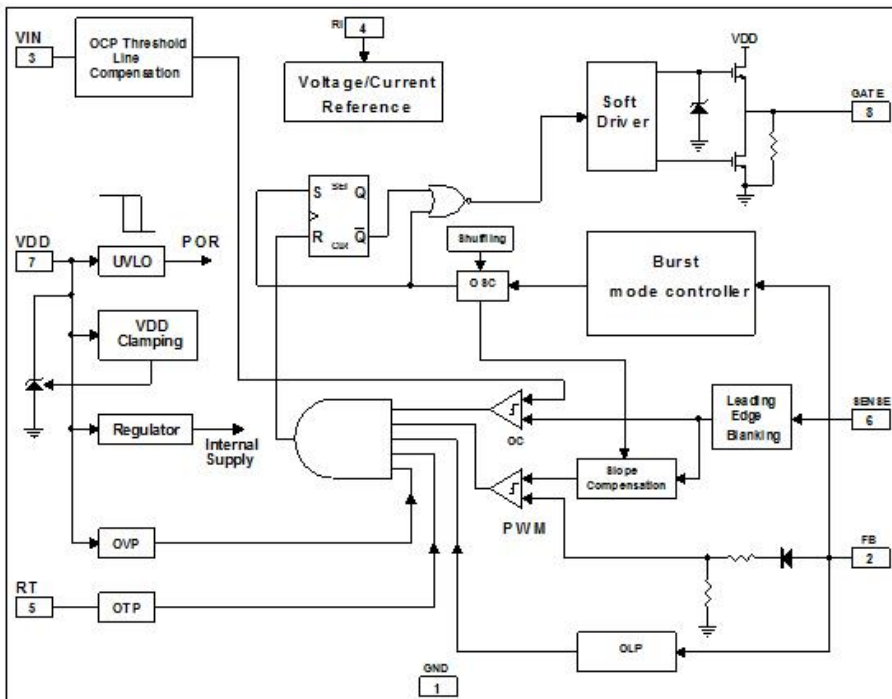 VIN
3
OCP Threshold
Line
Compensation
RI
4
Voltage/Current
Reference
VDD
Soft
Driver
GATE
8
S
SET
Q
R
CLR
Q
VDD
7
UVLO
POR
Shuffling
OSC
Burst
mode controller
VDD
Clamping
Regulator
Internal
Supply
OC
Leading
Edge
Blanking
SENSE
6
Slope
Compensation
PWM
OVP
FB
2
RT
5
OTP
OLP
GND
1